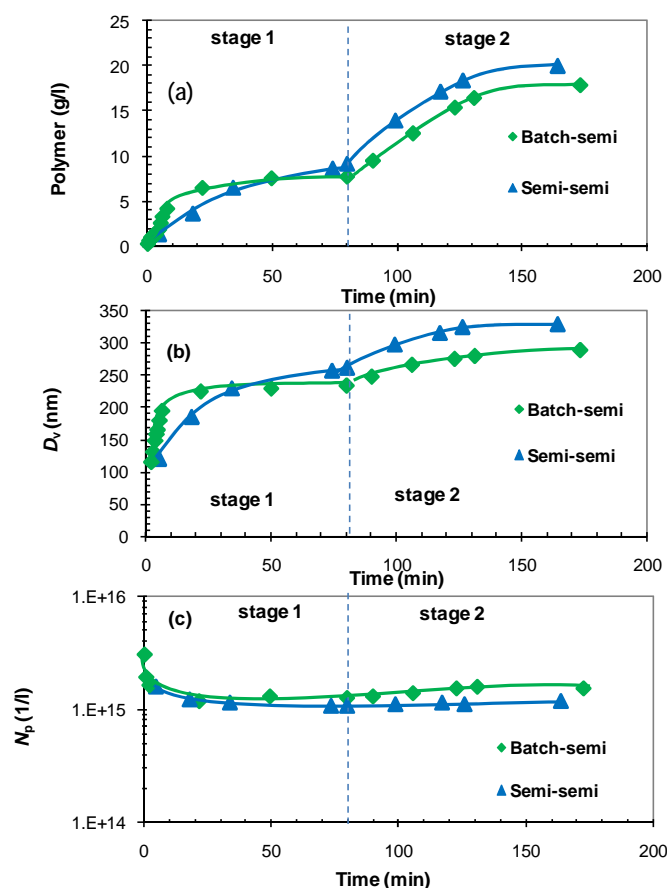 stage 1
stage 2
(a)
Polymer (g/l)
25
20
15
10
5
0
Batch-semi
Semi-semi
0
50
100
150
200
Time (min)
(b)
Dv (nm)
350
300
250
200
150
100
50
0
Batch-semi
Semi-semi
stage 1
stage 2
0
50
100
150
200
Time (min)
(c)
stage 1
stage 2
Np (1/l)
1.E+16
1.E+15
1.E+14
Batch-semi
Semi-semi
0
50
100
150
200
Time (min)